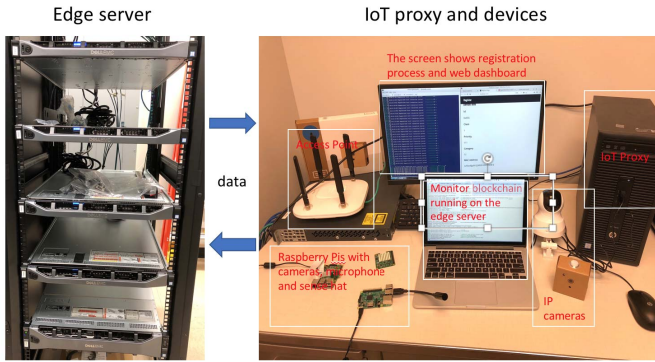 Edge server
IoT proxy and devices
The screen shows registration
process and web dashboard
Access Point
IoT Proxy
data
Monitor blockchain
running on the
edge server
Raspberry Pis with
cameras, microphone
and sense hat
IP
cameras